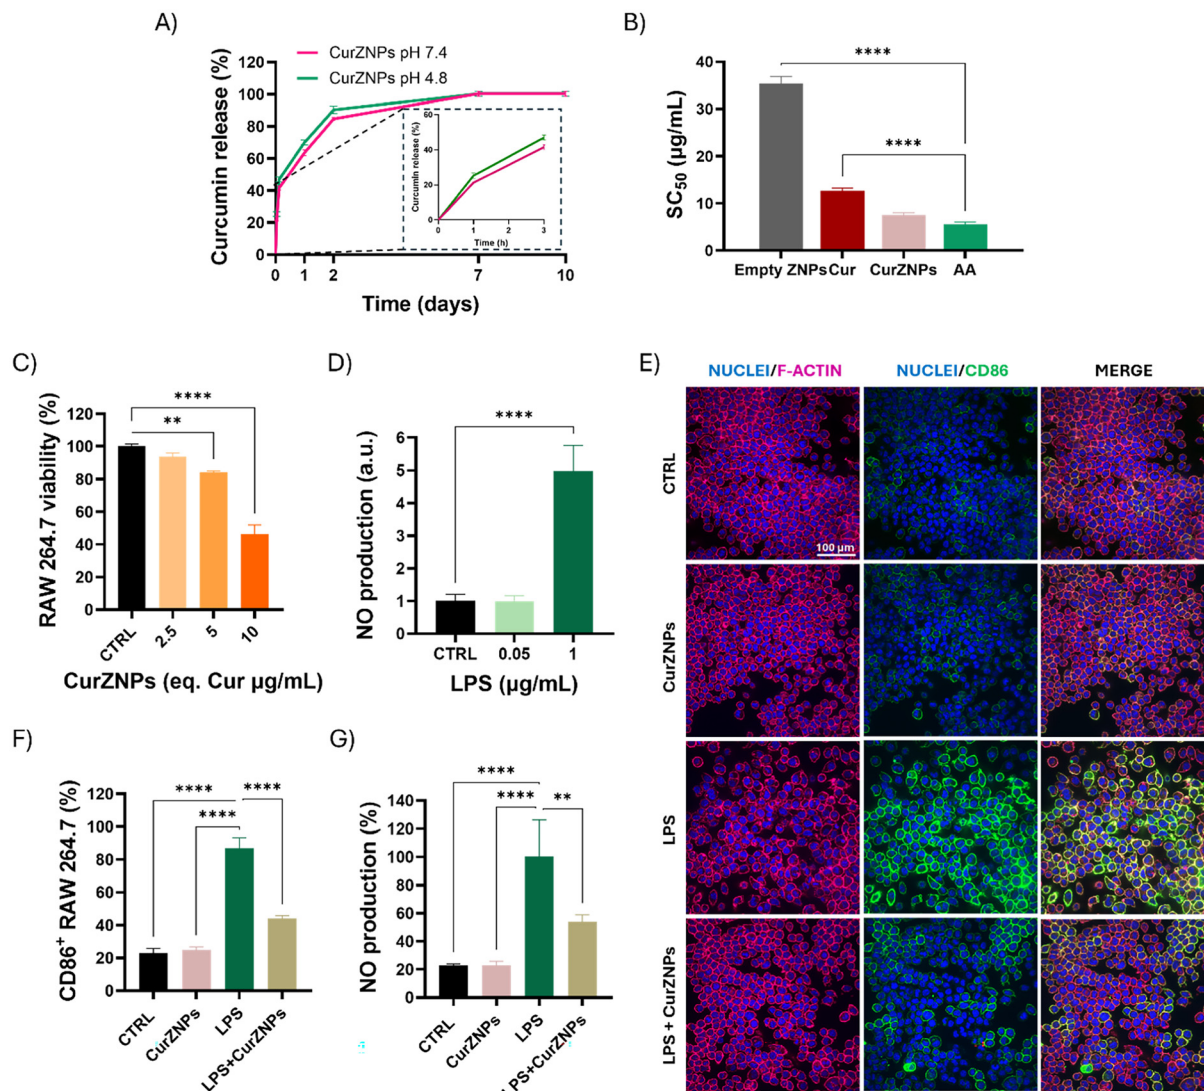 A)
CurZNPs pH 7.4
CurZNPs pH 4.8
Curcumin release (%)
120
100
80
60
40
20
0
0 1 2 7 10
Time (days)
Curcumin release (%)
60
40
20
0
0 1 2 3
Time (h)
B)
****
****
SC50 (µg/mL)
40
30
20
10
0
Empty ZNPs Cur CurZNPs AA
C)
****
**
RAW 264.7 viability (%)
120
100
80
60
40
20
0
CTRL 2.5 5 10
CurZNPs (eq. Cur µg/mL)
D)
****
NO production (a.u.)
6
5
4
3
2
1
0
CTRL 0.05 1
LPS (µg/mL)
E)
NUCLEI/F-ACTIN NUCLEI/CD86 MERGE
CTRL
100 µm
CurZNPs
LPS
LPS + CurZNPs
F)
**** ****
****
CD86+ RAW 264.7 (%)
120
100
80
60
40
20
0
CTRL CurZNPs LPS LPS+CurZNPs
G)
****
**** **
NO production (%)
140
120
100
80
60
40
20
0
CTRL CurZNPs LPS LPS+CurZNPs